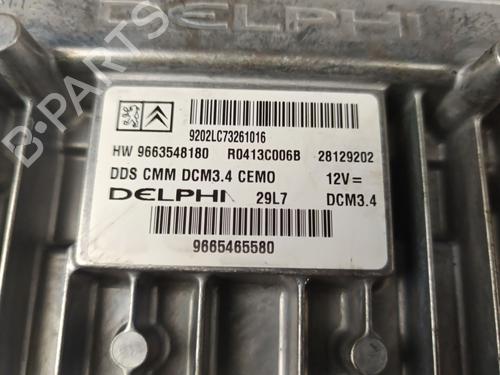 DELPHI
9202LC73261016
HW 9663548180 R0413C006B 28129202
DDS CMM DCM3.4 CEMO 12V=
DELPHI 29L7 DCM3.4
9665465580
B-PARTS